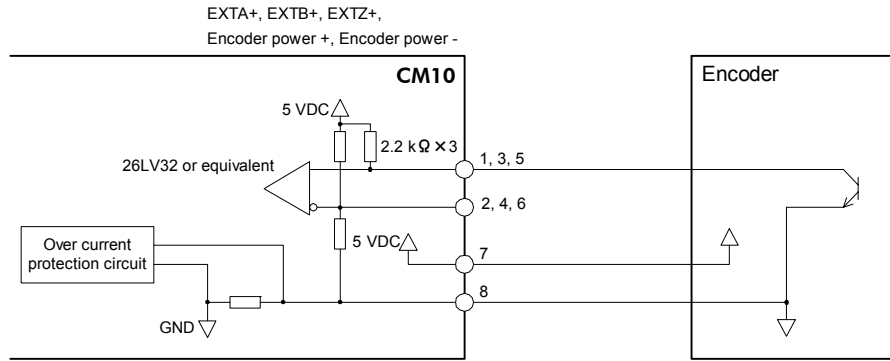 EXTA+, EXTB+, EXTZ+,
Encoder power +, Encoder power -
CM10
Encoder
5 VDC
2.2 kΩ×3
26LV32 or equivalent
1, 3, 5
2, 4, 6
Over current
protection circuit
5 VDC
7
8
GND